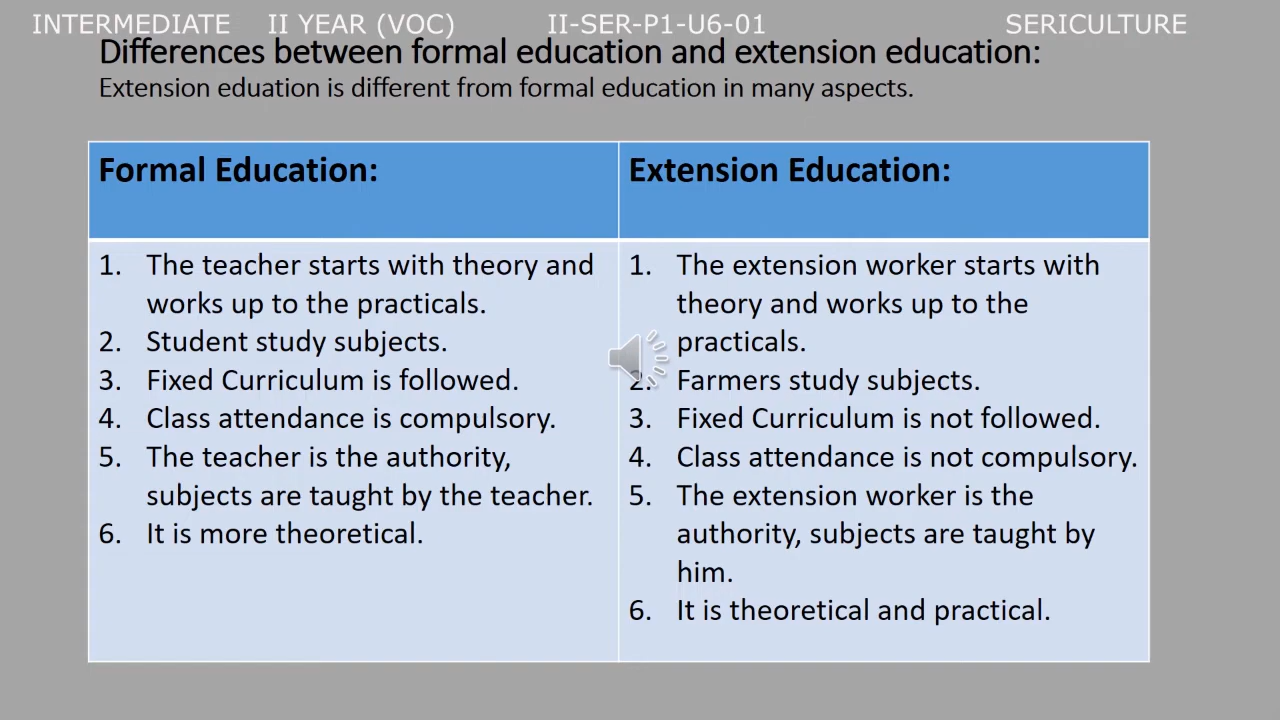 INTERMEDIATE II YEAR (VOC) II-SER-P1-U6-01 SERICULTURE
Differences between formal education and extension education:
Extension eduation is different from formal education in many aspects.
Formal Education:
1. The teacher starts with theory and
works up to the practicals.
2. Student study subjects.
3. Fixed Curriculum is followed.
4. Class attendance is compulsory.
5. The teacher is the authority,
subjects are taught by the teacher.
6. It is more theoretical.
Extension Education:
1. The extension worker starts with
theory and works up to the
practicals.
2. Farmers study subjects.
3. Fixed Curriculum is not followed.
4. Class attendance is not compulsory.
5. The extension worker is the
authority, subjects are taught by
him.
6. It is theoretical and practical.